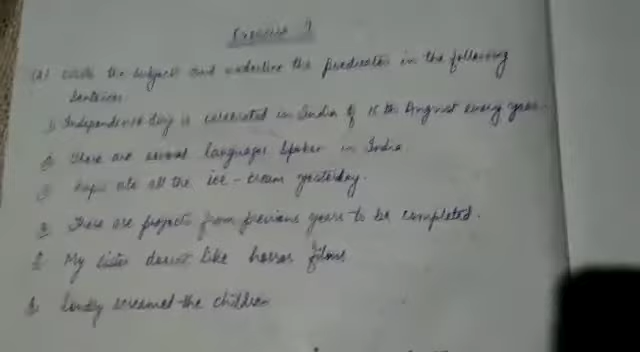 Exercise 1
(a) circle the subject and underline the predicates in the following
sentences
1) Independence day is celebrated in India of 15th August every year.
2) There are several languages spoken in India.
3) ate all the ice-cream yesterday.
4) There are projects from previous years to be completed.
5) My sister doesn't like horror films
6) loudly screamed the children